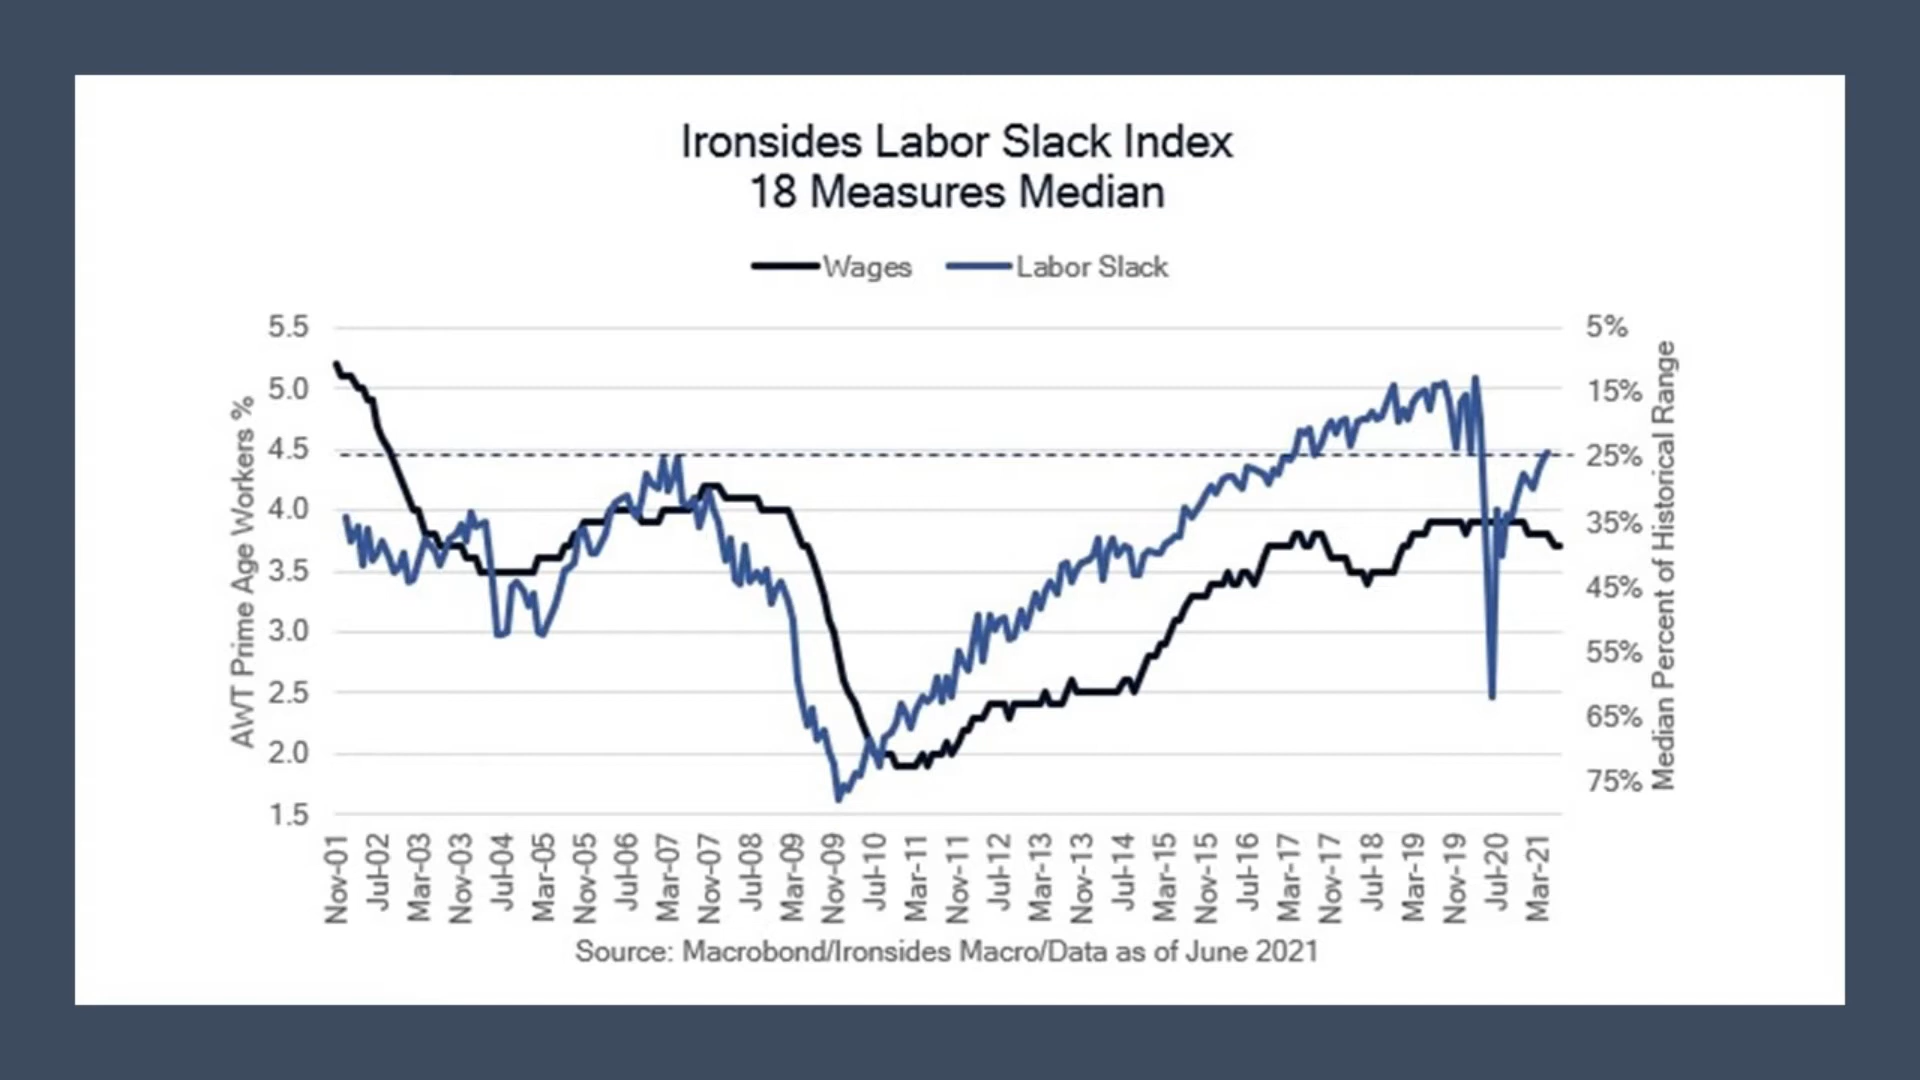 Ironsides Labor Slack Index
18 Measures Median
Wages Labor Slack
AWT Prime Age Workers %
5.5
5.0
4.5
4.0
3.5
3.0
2.5
2.0
1.5
5%
15%
25%
35%
45%
55%
65%
75%
Median Percent of Historical Range
Nov-01
Jul-02
Mar-03
Nov-03
Jul-04
Mar-05
Nov-05
Jul-06
Mar-07
Nov-07
Jul-08
Mar-09
Nov-09
Jul-10
Mar-11
Nov-11
Jul-12
Mar-13
Nov-13
Jul-14
Mar-15
Nov-15
Jul-16
Mar-17
Nov-17
Jul-18
Mar-19
Nov-19
Jul-20
Mar-21
Source: Macrobond/Ironsides Macro/Data as of June 2021